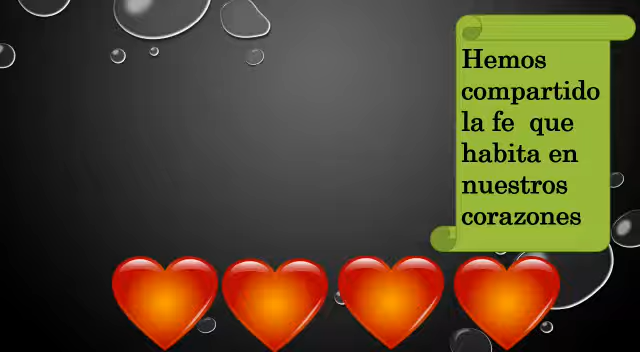 Hemos
compartido
la fe  que
habita en
nuestros
corazones